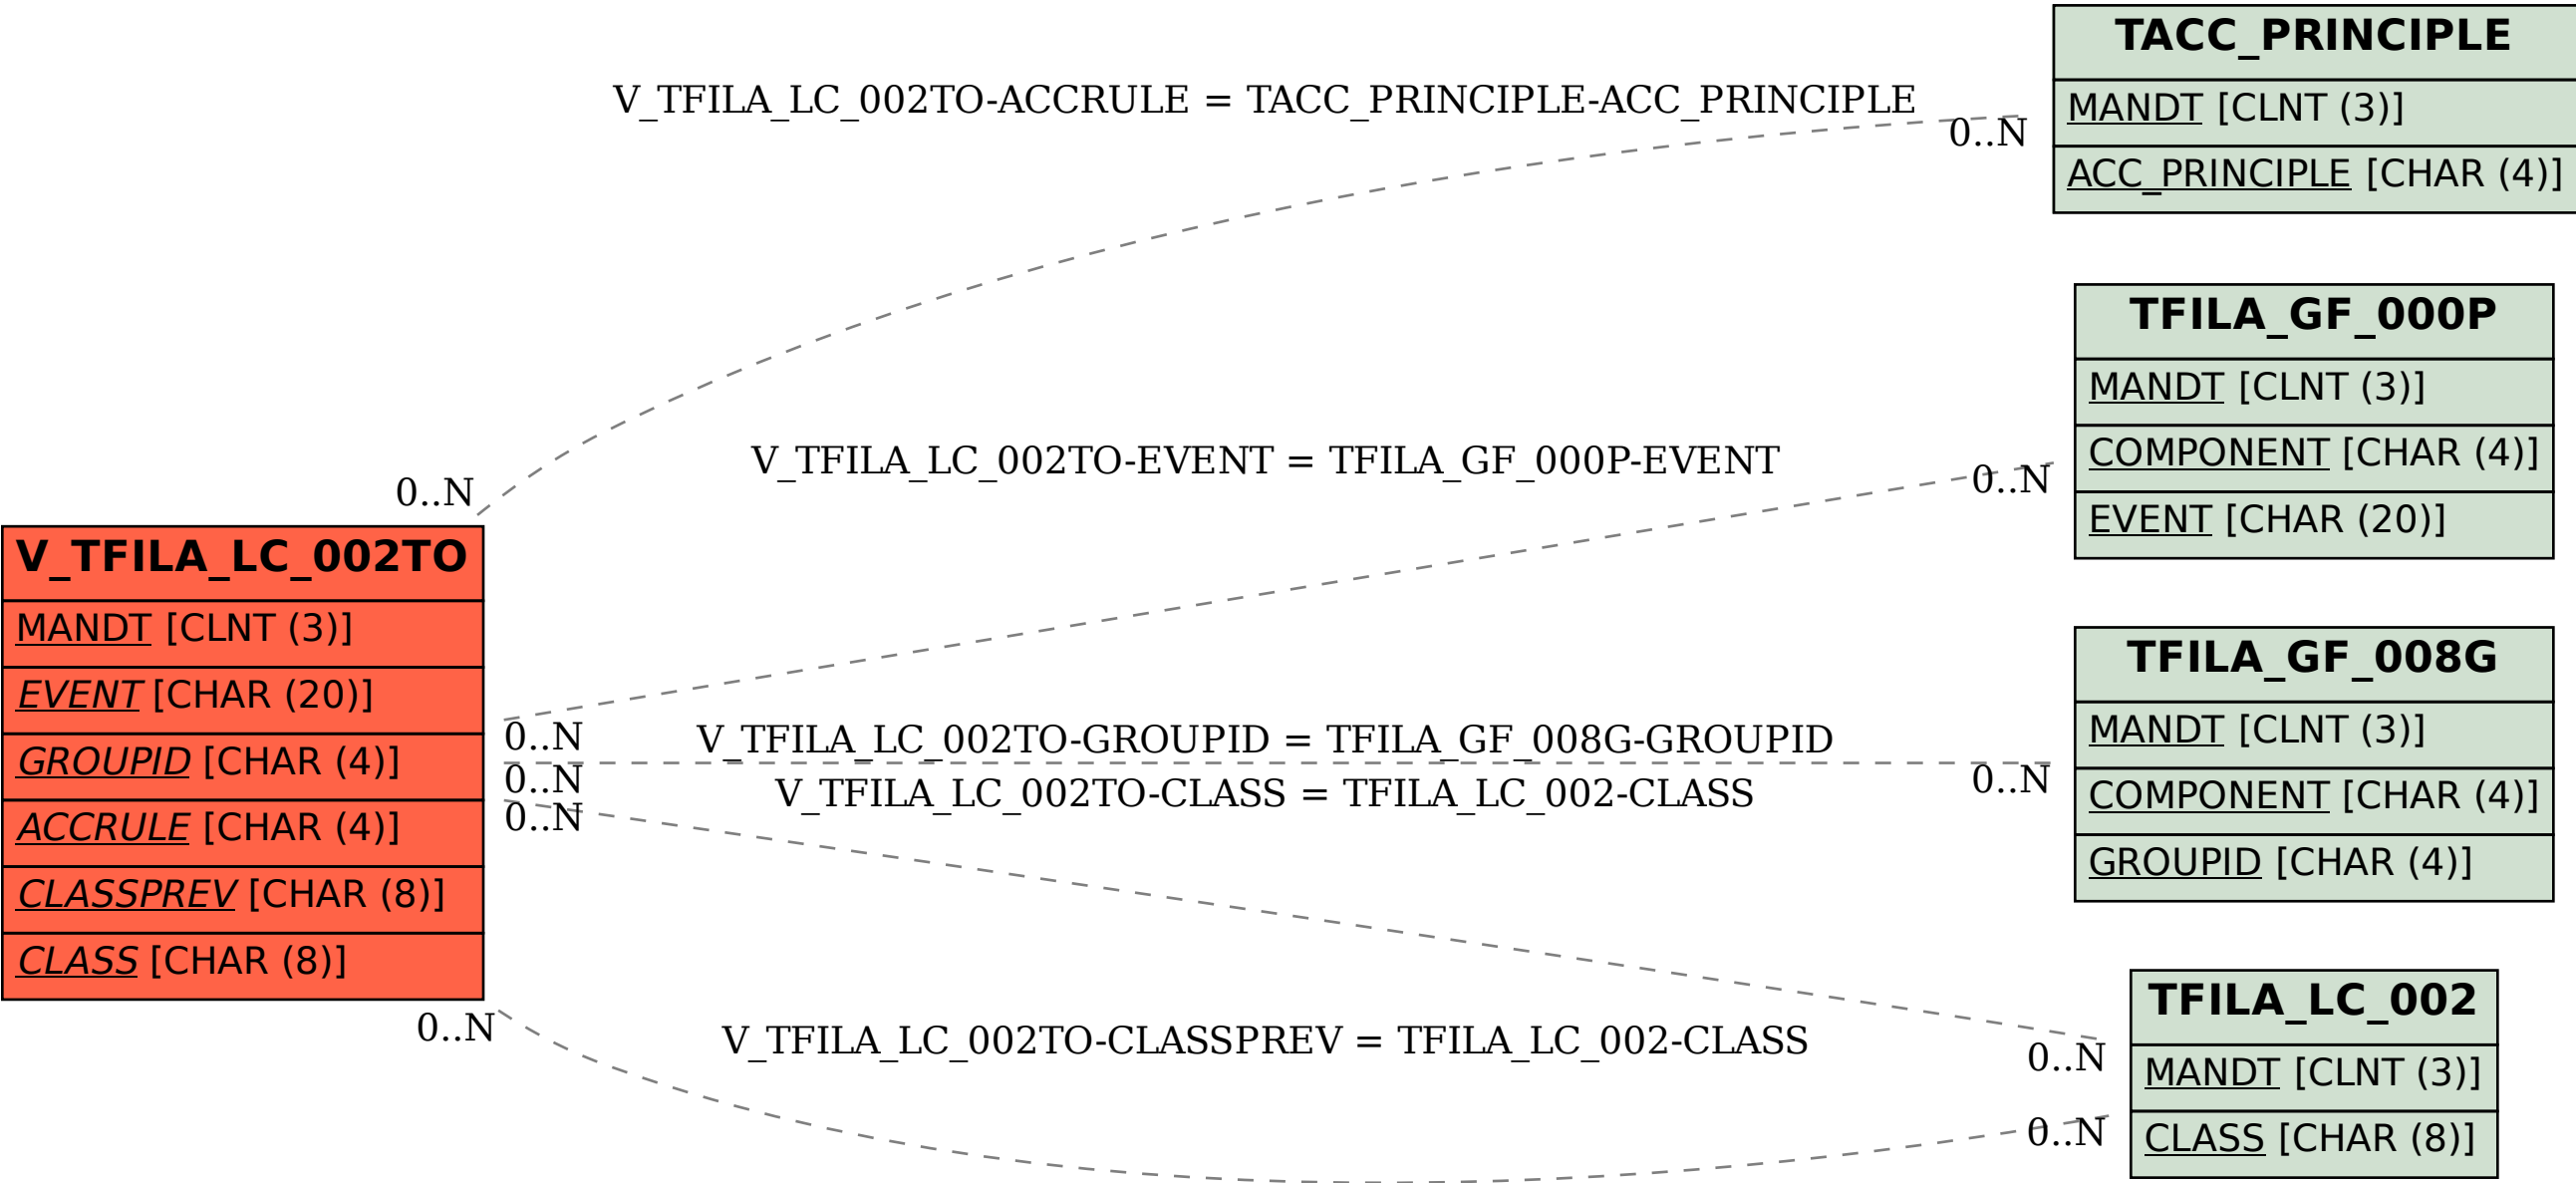 TACC_PRINCIPLE
MANDT [CLNT (3)]
ACC_PRINCIPLE [CHAR (4)]
V_TFILA_LC_002TO-ACCRULE = TACC_PRINCIPLE-ACC_PRINCIPLE
0..N
0..N
TFILA_GF_000P
MANDT [CLNT (3)]
COMPONENT [CHAR (4)]
EVENT [CHAR (20)]
V_TFILA_LC_002TO-EVENT = TFILA_GF_000P-EVENT
0..N
0..N
V_TFILA_LC_002TO
MANDT [CLNT (3)]
EVENT [CHAR (20)]
GROUPID [CHAR (4)]
ACCRULE [CHAR (4)]
CLASSPREV [CHAR (8)]
CLASS [CHAR (8)]
V_TFILA_LC_002TO-GROUPID = TFILA_GF_008G-GROUPID
0..N
0..N
TFILA_GF_008G
MANDT [CLNT (3)]
COMPONENT [CHAR (4)]
GROUPID [CHAR (4)]
V_TFILA_LC_002TO-CLASS = TFILA_LC_002-CLASS
0..N
0..N
V_TFILA_LC_002TO-CLASSPREV = TFILA_LC_002-CLASS
0..N
0..N
TFILA_LC_002
MANDT [CLNT (3)]
CLASS [CHAR (8)]